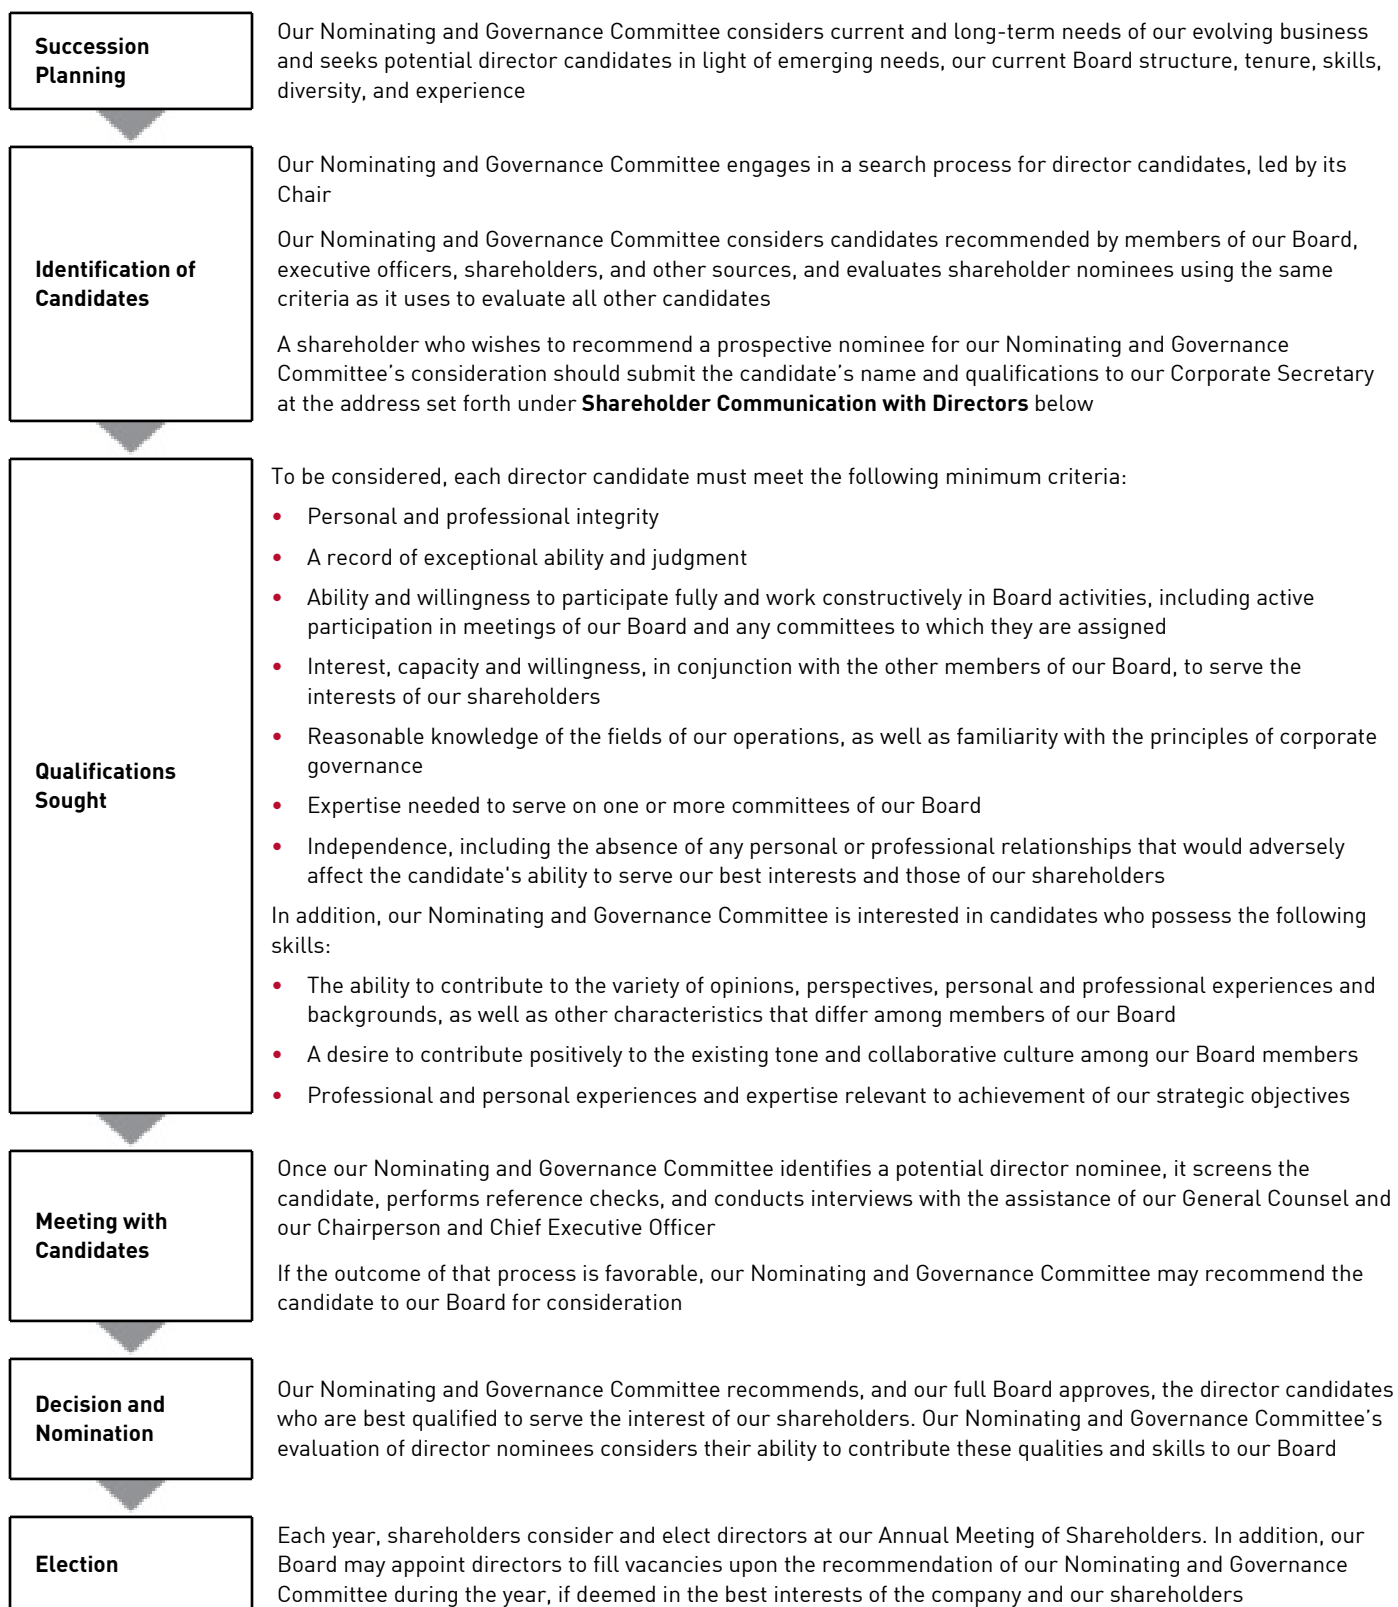 Succession
Planning
Our Nominating and Governance Committee considers current and long-term needs of our evolving business
and seeks potential director candidates in light of emerging needs, our current Board structure, tenure, skills,
diversity, and experience
Identification of
Candidates
Our Nominating and Governance Committee engages in a search process for director candidates, led by its
Chair
Our Nominating and Governance Committee considers candidates recommended by members of our Board,
executive officers, shareholders, and other sources, and evaluates shareholder nominees using the same
criteria as it uses to evaluate all other candidates
A shareholder who wishes to recommend a prospective nominee for our Nominating and Governance
Committee’s consideration should submit the candidate’s name and qualifications to our Corporate Secretary
at the address set forth under Shareholder Communication with Directors below
Qualifications
Sought
To be considered, each director candidate must meet the following minimum criteria:
• Personal and professional integrity
• A record of exceptional ability and judgment
• Ability and willingness to participate fully and work constructively in Board activities, including active
participation in meetings of our Board and any committees to which they are assigned
• Interest, capacity and willingness, in conjunction with the other members of our Board, to serve the
interests of our shareholders
• Reasonable knowledge of the fields of our operations, as well as familiarity with the principles of corporate
governance
• Expertise needed to serve on one or more committees of our Board
• Independence, including the absence of any personal or professional relationships that would adversely
affect the candidate's ability to serve our best interests and those of our shareholders
In addition, our Nominating and Governance Committee is interested in candidates who possess the following
skills:
• The ability to contribute to the variety of opinions, perspectives, personal and professional experiences and
backgrounds, as well as other characteristics that differ among members of our Board
• A desire to contribute positively to the existing tone and collaborative culture among our Board members
• Professional and personal experiences and expertise relevant to achievement of our strategic objectives
Meeting with
Candidates
Once our Nominating and Governance Committee identifies a potential director nominee, it screens the
candidate, performs reference checks, and conducts interviews with the assistance of our General Counsel and
our Chairperson and Chief Executive Officer
If the outcome of that process is favorable, our Nominating and Governance Committee may recommend the
candidate to our Board for consideration
Decision and
Nomination
Our Nominating and Governance Committee recommends, and our full Board approves, the director candidates
who are best qualified to serve the interest of our shareholders. Our Nominating and Governance Committee’s
evaluation of director nominees considers their ability to contribute these qualities and skills to our Board
Election
Each year, shareholders consider and elect directors at our Annual Meeting of Shareholders. In addition, our
Board may appoint directors to fill vacancies upon the recommendation of our Nominating and Governance
Committee during the year, if deemed in the best interests of the company and our shareholders